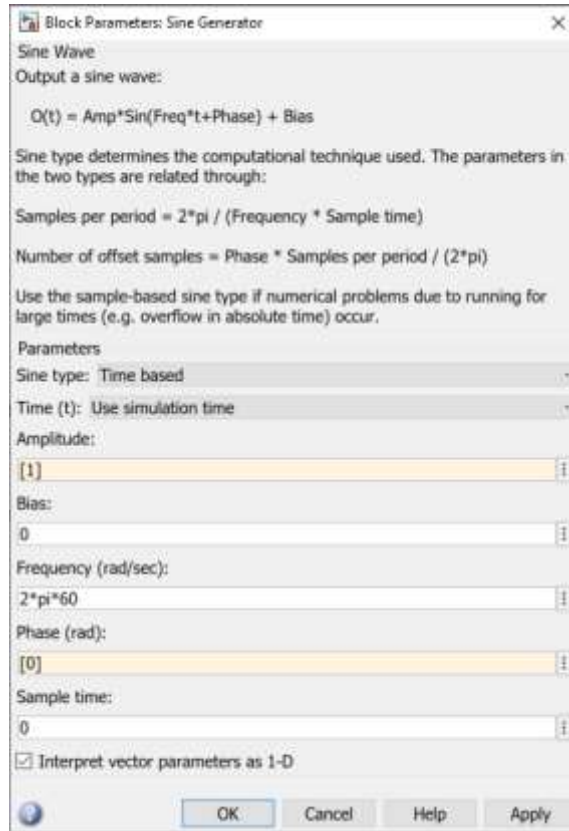 Block Parameters: Sine Generator
Sine Wave
Output a sine wave:
O(t) = Amp*Sin(Freq*t+Phase) + Bias
Sine type determines the computational technique used. The parameters in
the two types are related through:
Samples per period = 2*pi / (Frequency * Sample time)
Number of offset samples = Phase * Samples per period / (2*pi)
Use the sample-based sine type if numerical problems due to running for
large times (e.g. overflow in absolute time) occur.
Parameters
Sine type: Time based
Time (t): Use simulation time
Amplitude:
[1]
Bias:
0
Frequency (rad/sec):
2*pi*60
Phase (rad):
[0]
Sample time:
0
Interpret vector parameters as 1-D
OK Cancel Help Apply